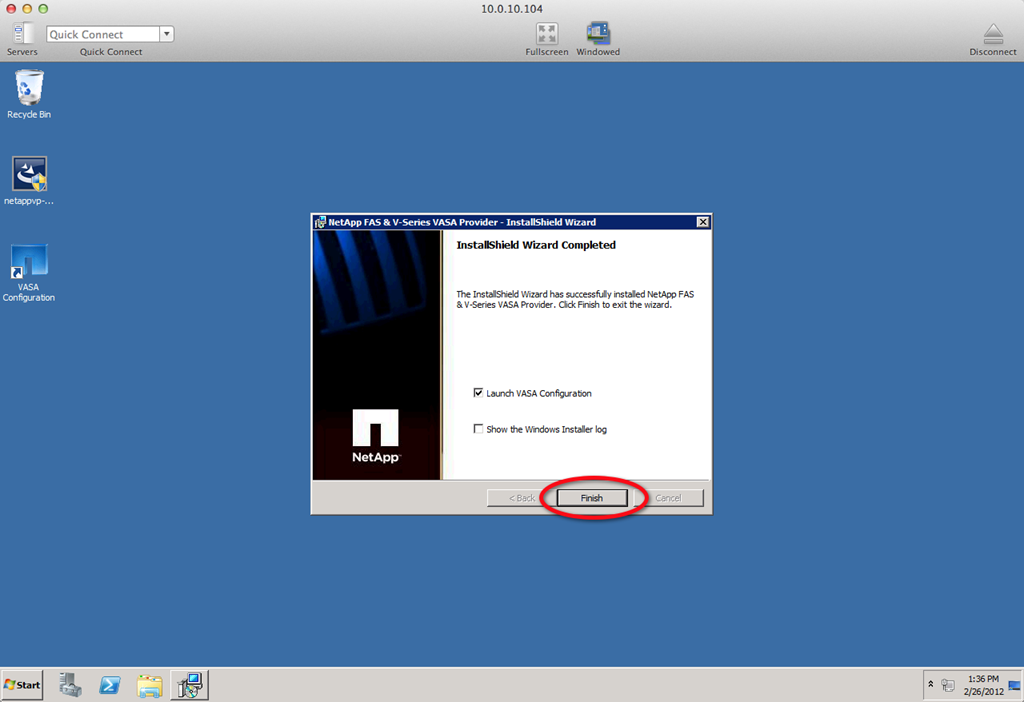 10.0.10.104
Quick Connect
Servers
Quick Connect
Fullscreen
Windowed
Disconnect
Recycle Bin
netappvp-...
VASA
Configuration
NetApp FAS & V-Series VASA Provider - InstallShield Wizard
InstallShield Wizard Completed
The InstallShield Wizard has successfully installed NetApp FAS
& V-Series VASA Provider. Click Finish to exit the wizard.
Launch VASA Configuration
Show the Windows Installer log
NetApp
< Back
Finish
Cancel
Start
1:36 PM
2/26/2012